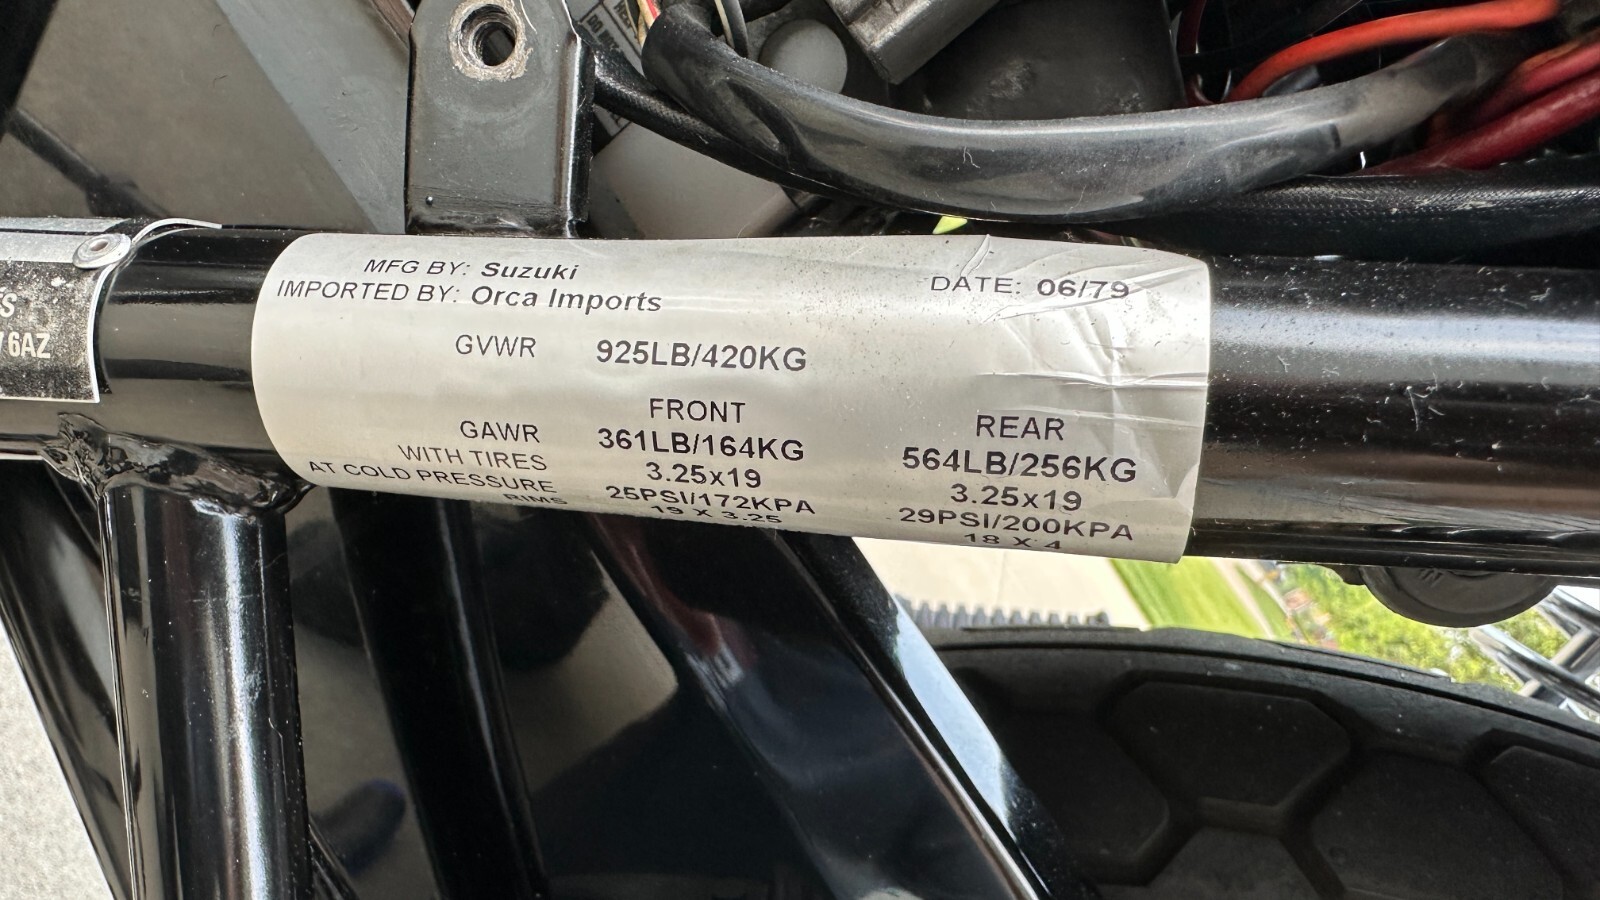 MFG BY: Suzuki
IMPORTED BY: Orca Imports
DATE: 06/79
GVWR 925LB/420KG
FRONT REAR
GAWR 361LB/164KG 564LB/256KG
WITH TIRES 3.25x19 3.25x19
AT COLD PRESSURE 25PSI/172KPA 29PSI/200KPA
RIMS 19 X 3.25 18 X 4
6AZ